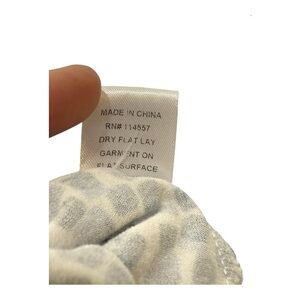 MADE IN CHINA
RN# 114557
DRY FLAT LAY
GARMENT ON
FLAT SURFACE